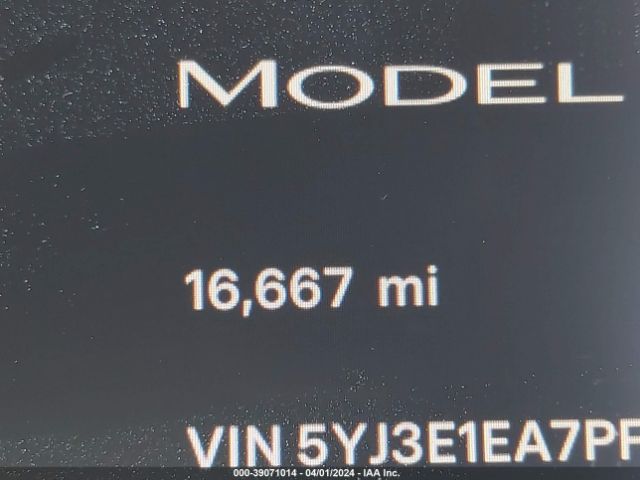 MODEL
16,667 mi
VIN 5YJ3E1EA7PF
000-39071014 - 04/01/2024 - IAA Inc.